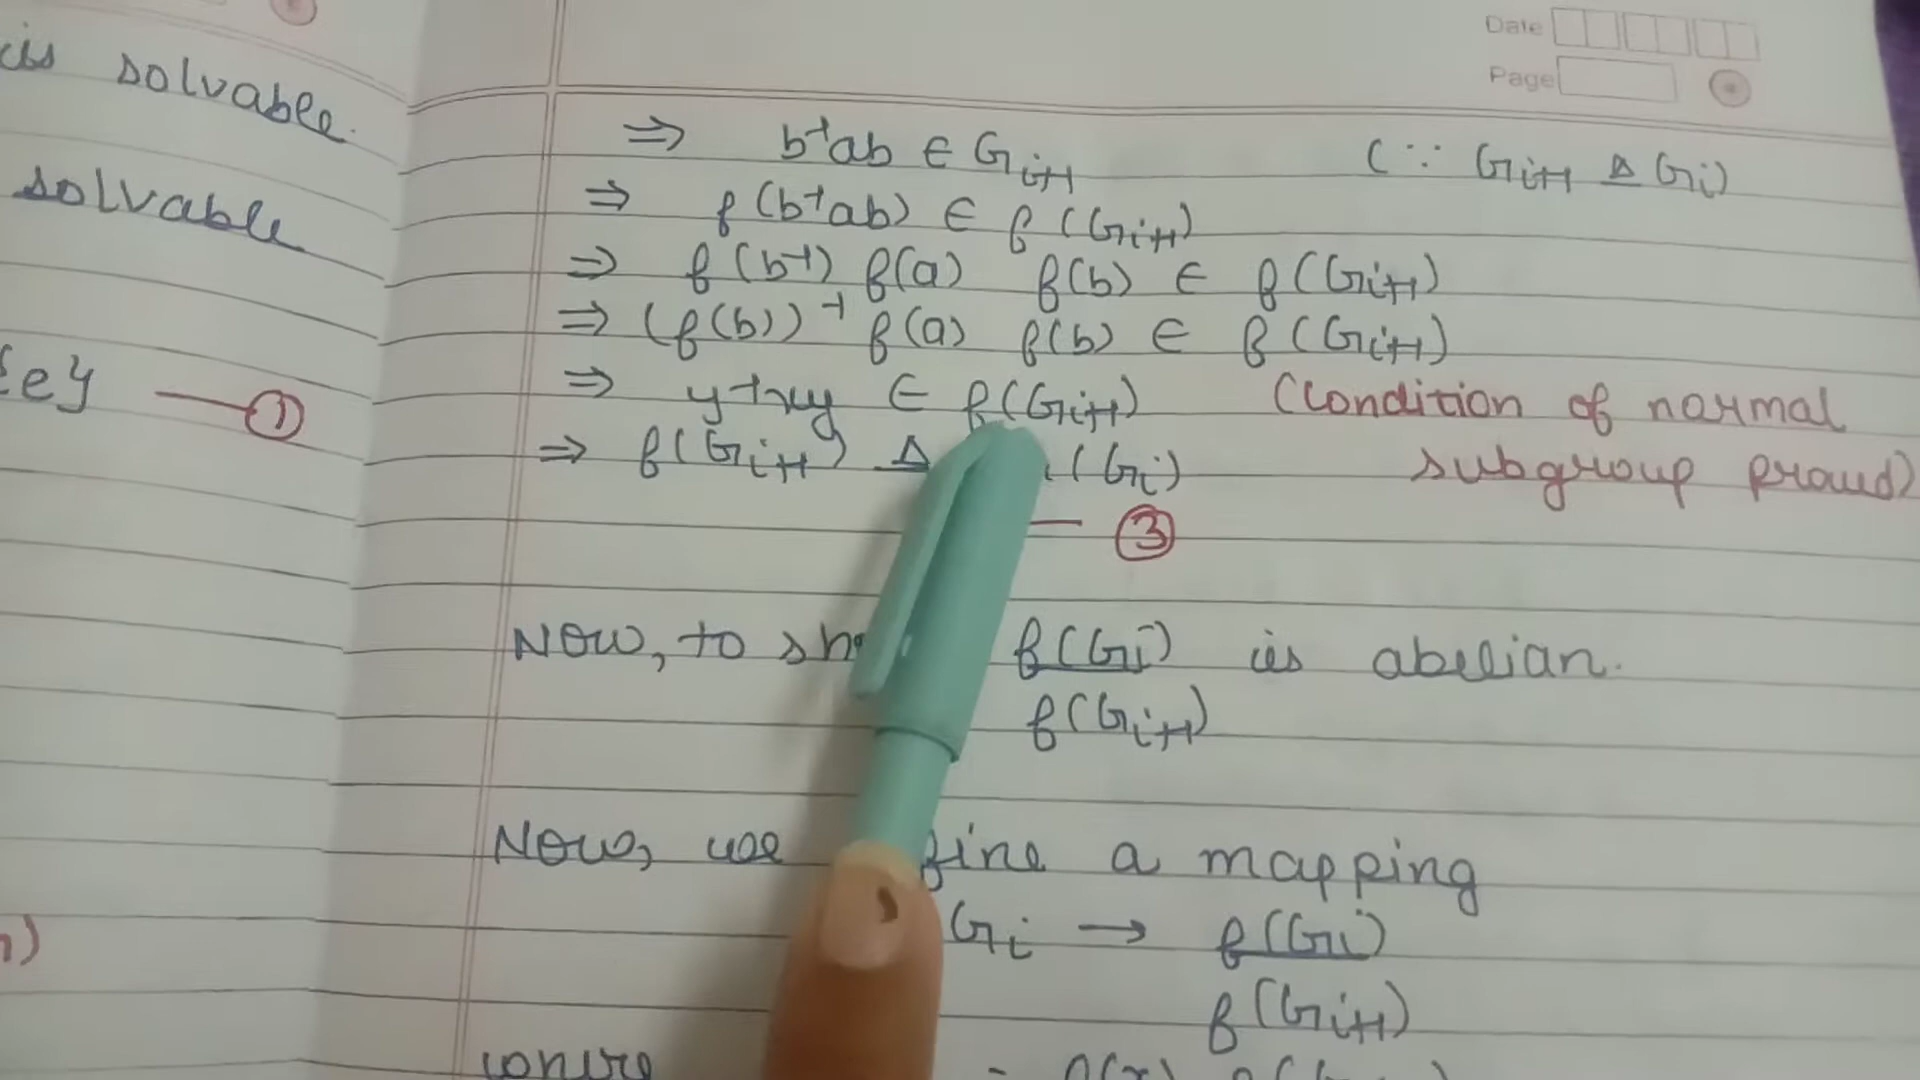 is solvable.
solvable
{e} — ①
Date
Page
⇒ b⁻¹ab ∈ Gᵢ₊₁ (∵ Gᵢ₊₁ Δ Gᵢ)
⇒ f(b⁻¹ab) ∈ f(Gᵢ₊₁)
⇒ f(b⁻¹) f(a) f(b) ∈ f(Gᵢ₊₁)
⇒ (f(b))⁻¹ f(a) f(b) ∈ f(Gᵢ₊₁)
⇒ y⁻¹xy ∈ f(Gᵢ₊₁) (Condition of normal
subgroup proved)
⇒ f(Gᵢ₊₁) Δ (Gᵢ)
— ③
Now, to f(Gᵢ) is abelian.
f(Gᵢ₊₁)
Now, we fine a mapping
Gᵢ → f(Gᵢ)
f(Gᵢ₊₁)